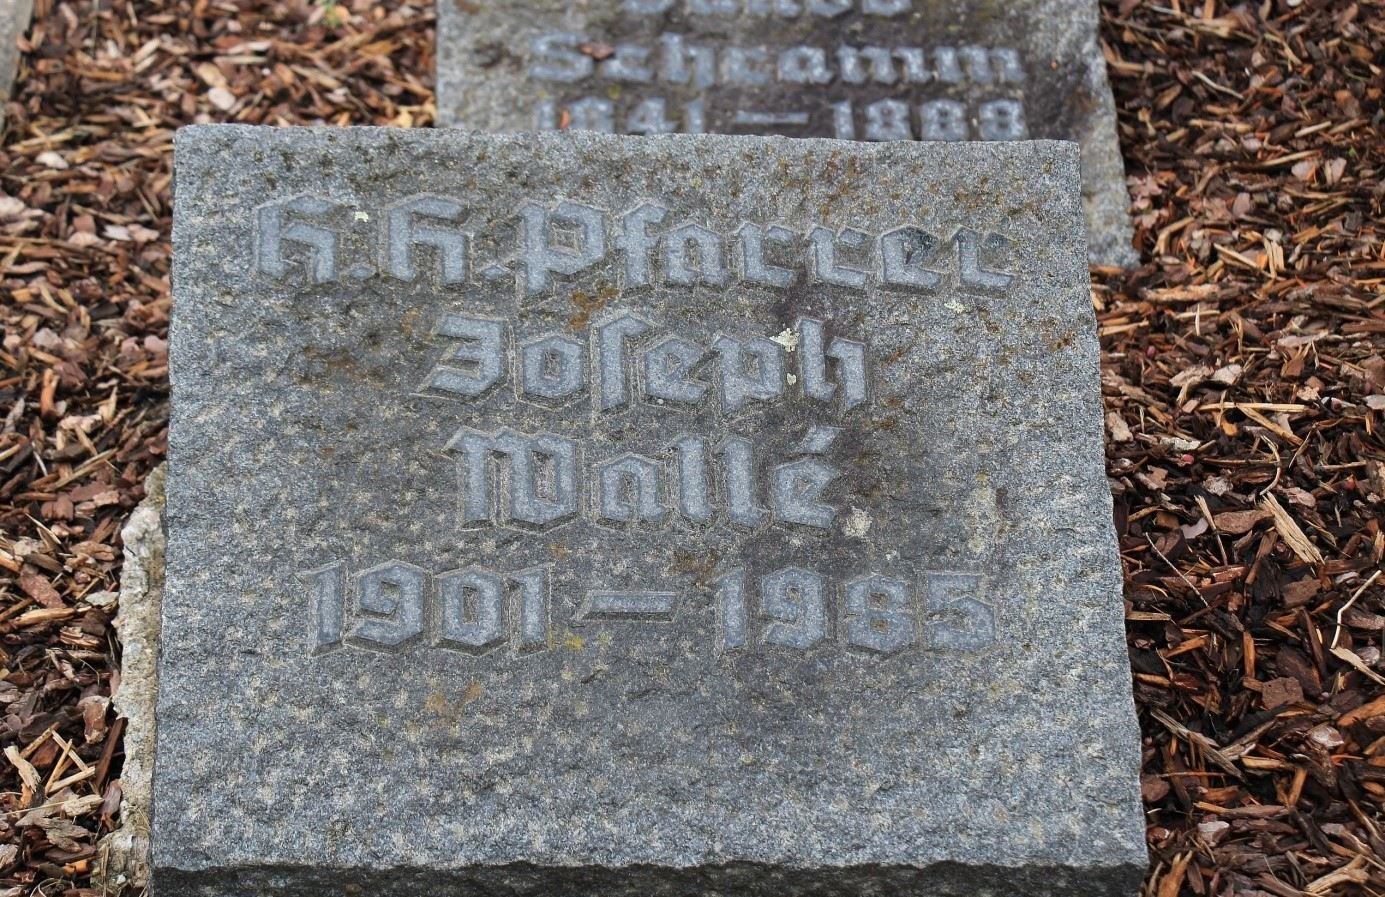 Schramm
1841 – 1888
H.H. Pfarrer
Joseph
Wallé
1901 – 1985